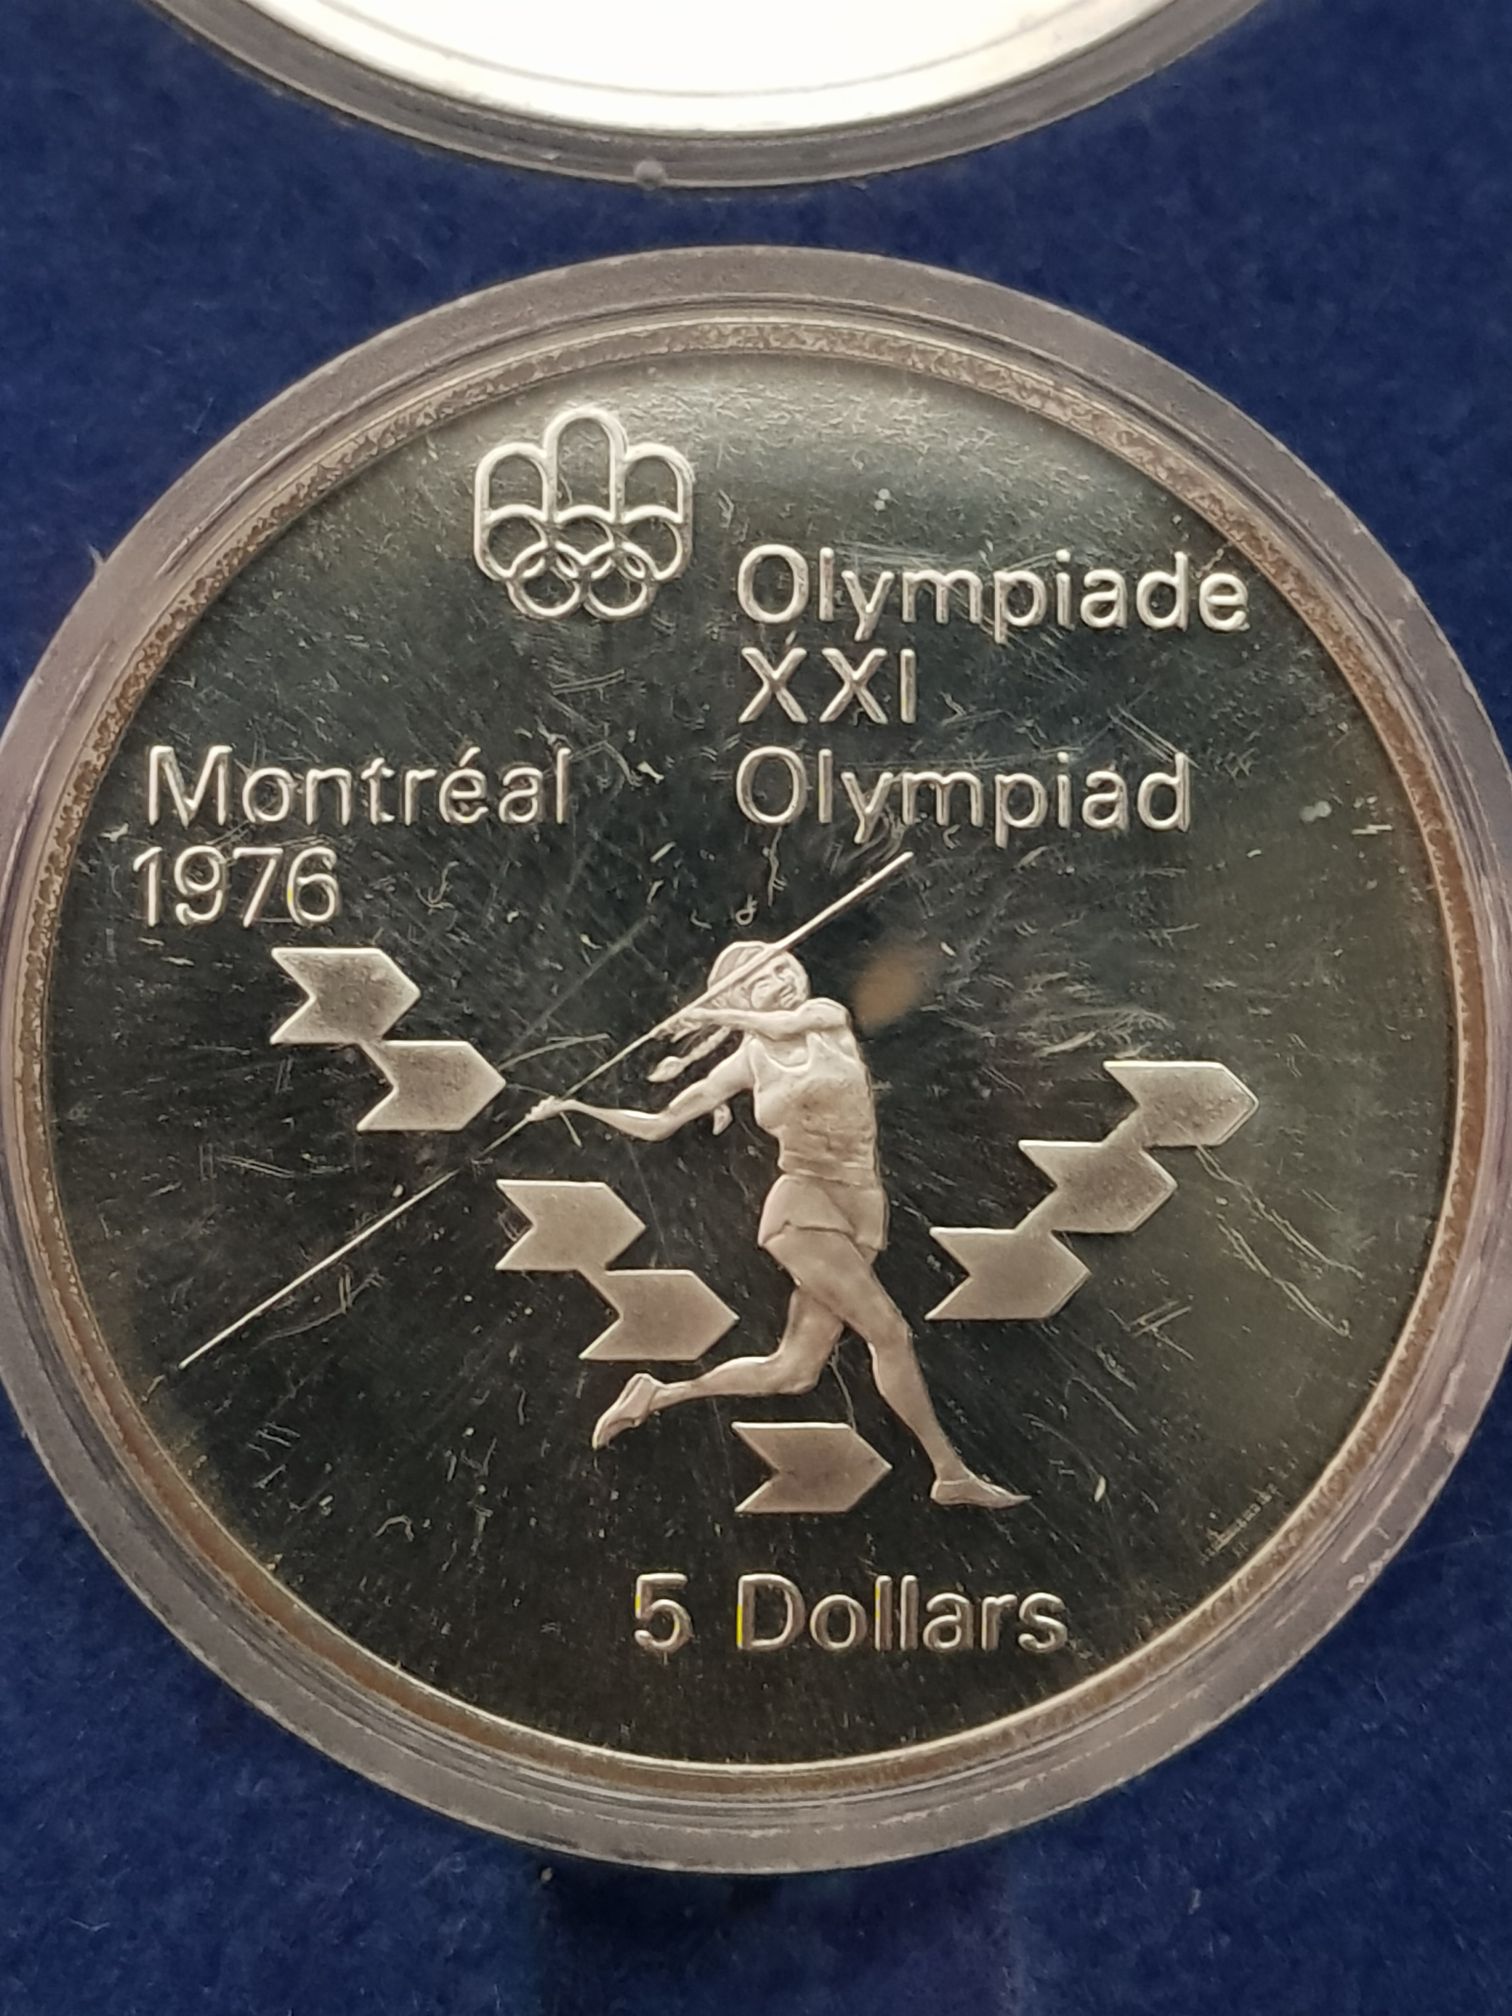 Olympiade
XXI
Olympiad
Montréal
1976
5 Dollars